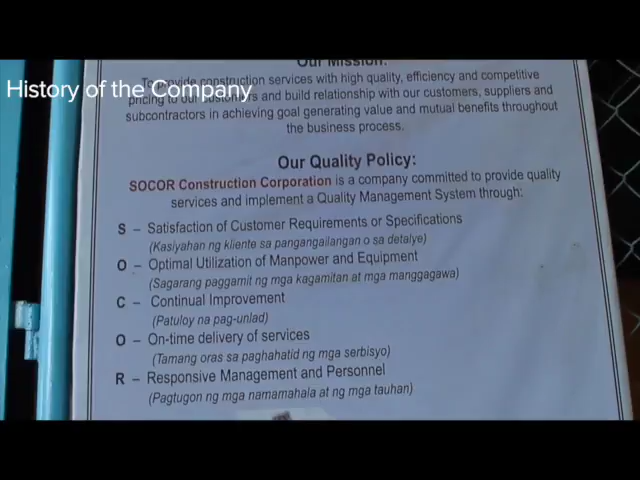 History of the Company
Our Mission:
To provide construction services with high quality, efficiency and competitive
pricing to our customers and build relationship with our customers, suppliers and
subcontractors in achieving goal generating value and mutual benefits throughout
the business process.
Our Quality Policy:
SOCOR Construction Corporation is a company committed to provide quality
services and implement a Quality Management System through:
S – Satisfaction of Customer Requirements or Specifications
(Kasiyahan ng kliente sa pangangailangan o sa detalye)
O – Optimal Utilization of Manpower and Equipment
(Sagarang paggamit ng mga kagamitan at mga manggagawa)
C – Continual Improvement
(Patuloy na pag-unlad)
O – On-time delivery of services
(Tamang oras sa paghahatid ng mga serbisyo)
R – Responsive Management and Personnel
(Pagtugon ng mga namamahala at ng mga tauhan)